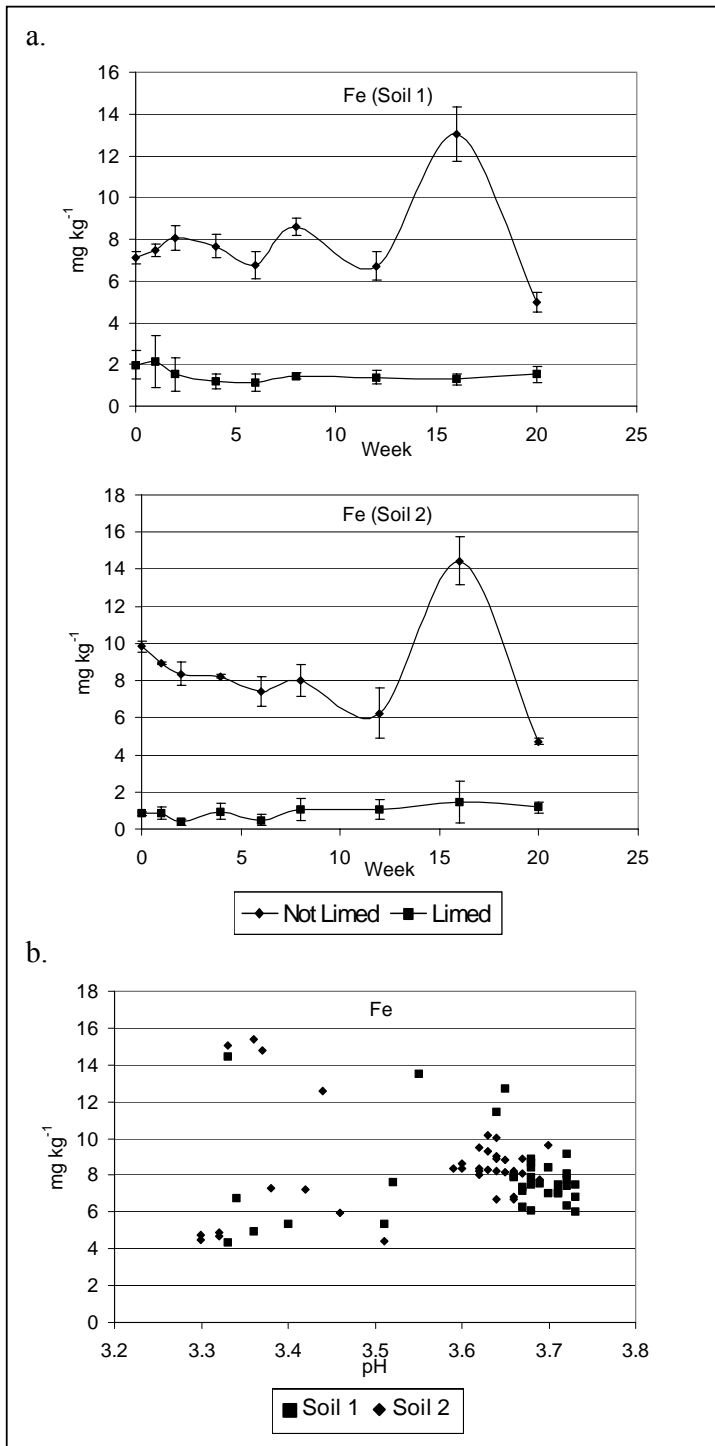 a.
Fe (Soil 1)
16
14
12
10
8
6
4
2
0
mg kg⁻¹
0 5 10 15 20 25
Week
Fe (Soil 2)
18
16
14
12
10
8
6
4
2
0
mg kg⁻¹
0 5 10 15 20 25
Week
Not Limed Limed
b.
Fe
18
16
14
12
10
8
6
4
2
0
mg kg⁻¹
3.2 3.3 3.4 3.5 3.6 3.7 3.8
pH
Soil 1 Soil 2